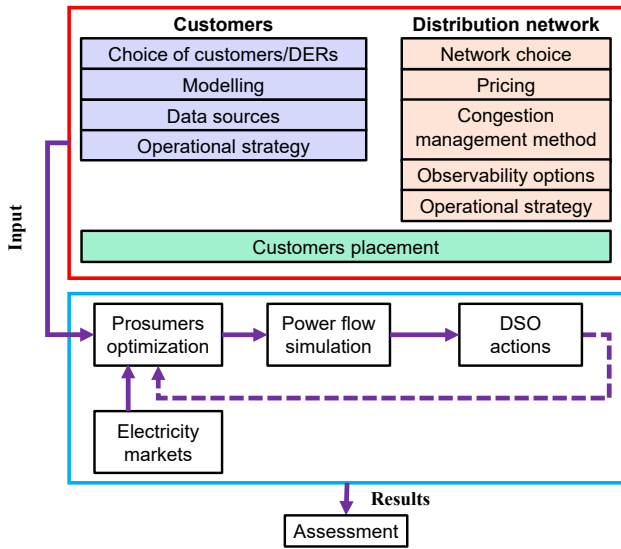 Customers
Choice of customers/DERs
Modelling
Data sources
Operational strategy
Distribution network
Network choice
Pricing
Congestion
management method
Observability options
Operational strategy
Customers placement
Input
Prosumers
optimization
Power flow
simulation
DSO
actions
Electricity
markets
Results
Assessment